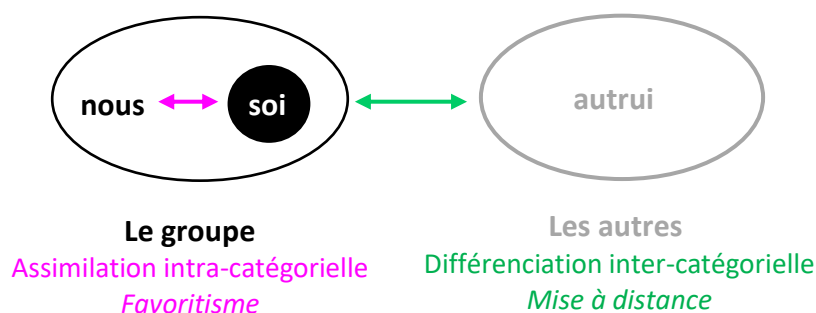 nous
soi
autrui
Le groupe
Assimilation intra-catégorielle
Favoritisme
Les autres
Différenciation inter-catégorielle
Mise à distance